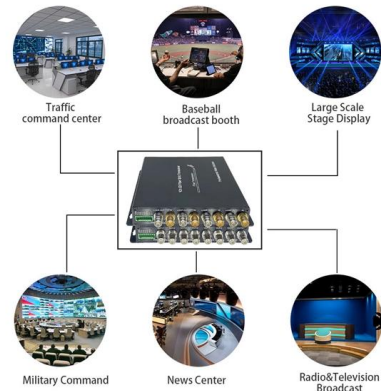 Traffic
command center
Baseball
broadcast booth
Large Scale
Stage Display
Military Command
News Center
Radio&Television
Broadcast